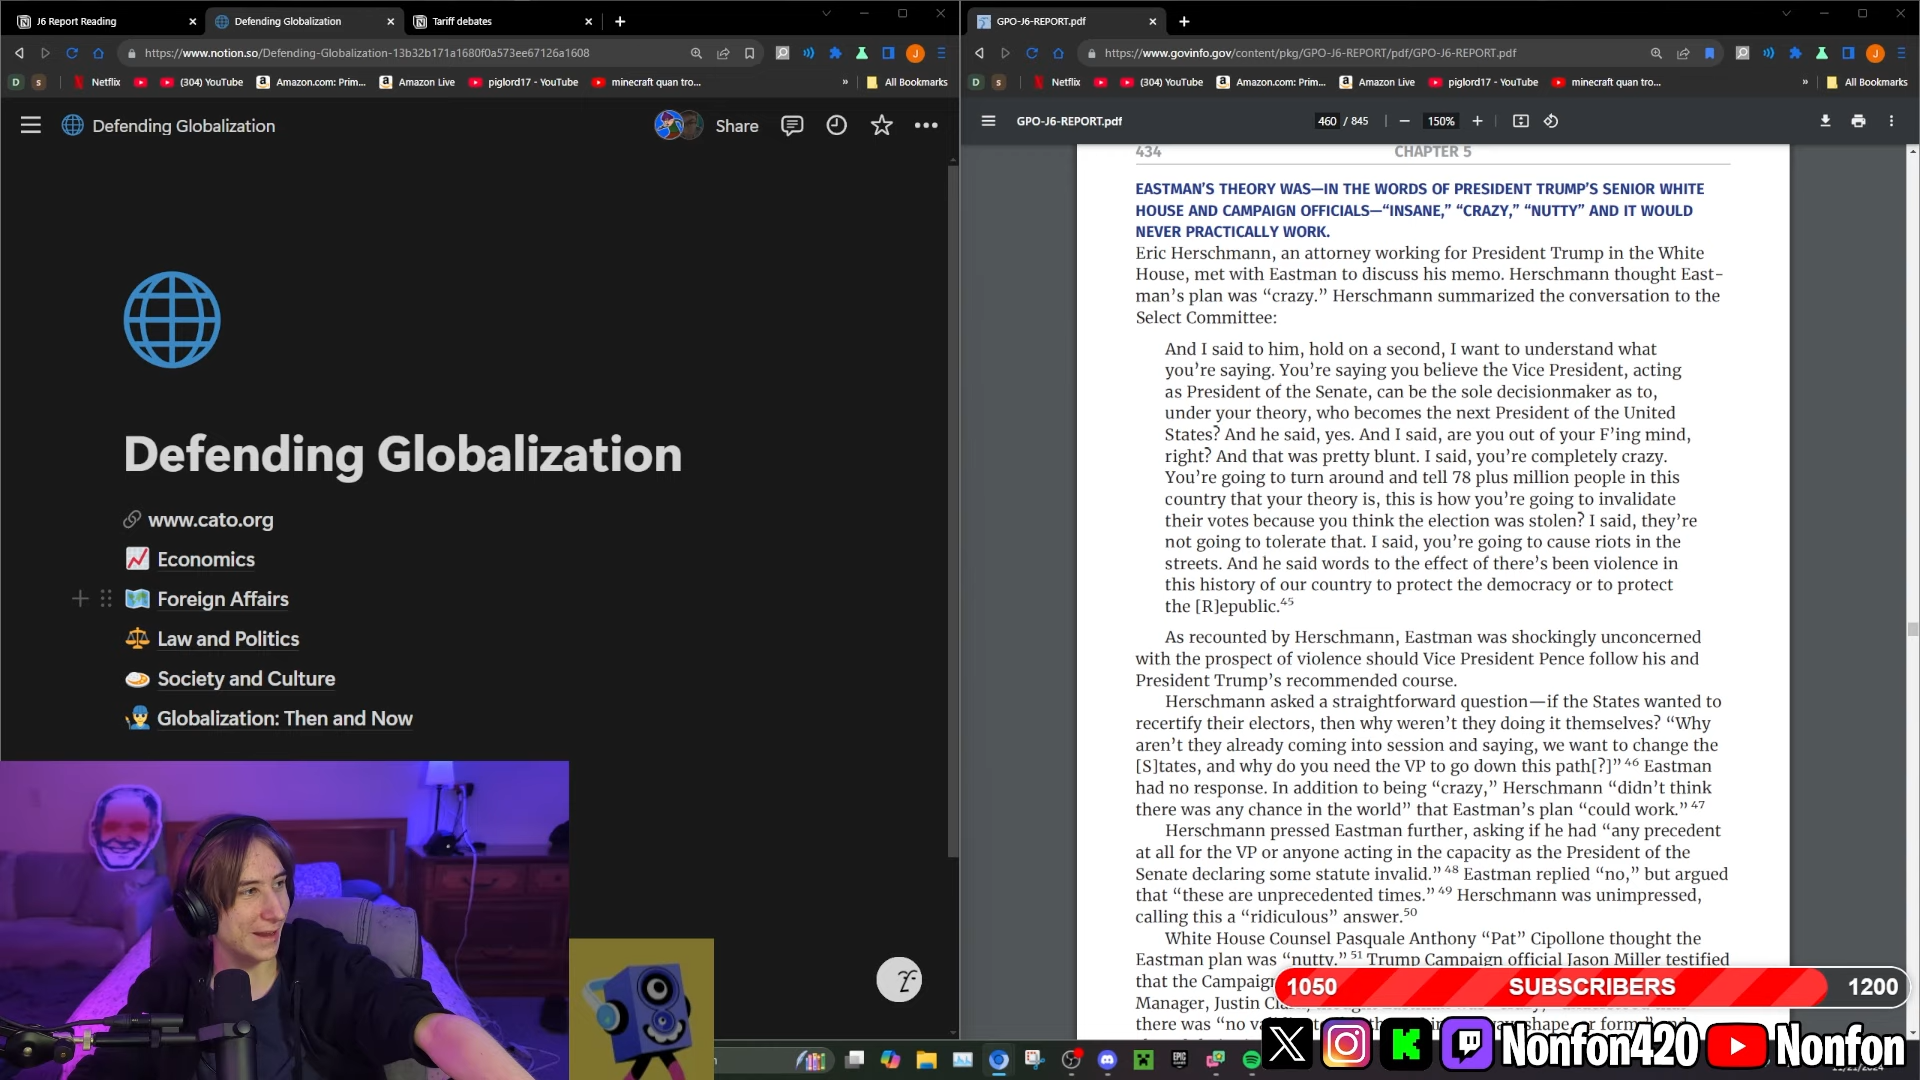 J6 Report Reading
Defending Globalization
Tariff debates
https://www.notion.so/Defending-Globalization-13b32b171a1680f0a573ee67126a1608
Netflix
(304) YouTube
Amazon.com: Prim...
Amazon Live
piglord17 - YouTube
minecraft quan tro...
»
All Bookmarks
Defending Globalization
Share
Defending Globalization
www.cato.org
Economics
Foreign Affairs
Law and Politics
Society and Culture
Globalization: Then and Now
GPO-J6-REPORT.pdf
https://www.govinfo.gov/content/pkg/GPO-J6-REPORT/pdf/GPO-J6-REPORT.pdf
Netflix
(304) YouTube
Amazon.com: Prim...
Amazon Live
piglord17 - YouTube
minecraft quan tro...
»
All Bookmarks
GPO-J6-REPORT.pdf
460 / 845
150%
434 CHAPTER 5
EASTMAN'S THEORY WAS—IN THE WORDS OF PRESIDENT TRUMP'S SENIOR WHITE
HOUSE AND CAMPAIGN OFFICIALS—“INSANE,” “CRAZY,” “NUTTY” AND IT WOULD
NEVER PRACTICALLY WORK.
Eric Herschmann, an attorney working for President Trump in the White
House, met with Eastman to discuss his memo. Herschmann thought East-
man's plan was “crazy.” Herschmann summarized the conversation to the
Select Committee:
And I said to him, hold on a second, I want to understand what
you're saying. You're saying you believe the Vice President, acting
as President of the Senate, can be the sole decisionmaker as to,
under your theory, who becomes the next President of the United
States? And he said, yes. And I said, are you out of your F'ing mind,
right? And that was pretty blunt. I said, you're completely crazy.
You're going to turn around and tell 78 plus million people in this
country that your theory is, this is how you're going to invalidate
their votes because you think the election was stolen? I said, they're
not going to tolerate that. I said, you're going to cause riots in the
streets. And he said words to the effect of there's been violence in
this history of our country to protect the democracy or to protect
the [R]epublic.45
As recounted by Herschmann, Eastman was shockingly unconcerned
with the prospect of violence should Vice President Pence follow his and
President Trump's recommended course.
Herschmann asked a straightforward question—if the States wanted to
recertify their electors, then why weren't they doing it themselves? “Why
aren't they already coming into session and saying, we want to change the
[S]tates, and why do you need the VP to go down this path[?]” 46 Eastman
had no response. In addition to being “crazy,” Herschmann “didn't think
there was any chance in the world” that Eastman's plan “could work.” 47
Herschmann pressed Eastman further, asking if he had “any precedent
at all for the VP or anyone acting in the capacity as the President of the
Senate declaring some statute invalid.” 48 Eastman replied “no,” but argued
that “these are unprecedented times.” 49 Herschmann was unimpressed,
calling this a “ridiculous” answer.50
White House Counsel Pasquale Anthony “Pat” Cipollone thought the
Eastman plan was “nutty.” 51 Trump Campaign official Jason Miller testified
that the Campaign
Manager, Justin
there was “no
1050 SUBSCRIBERS 1200
Nonfon420
Nonfon